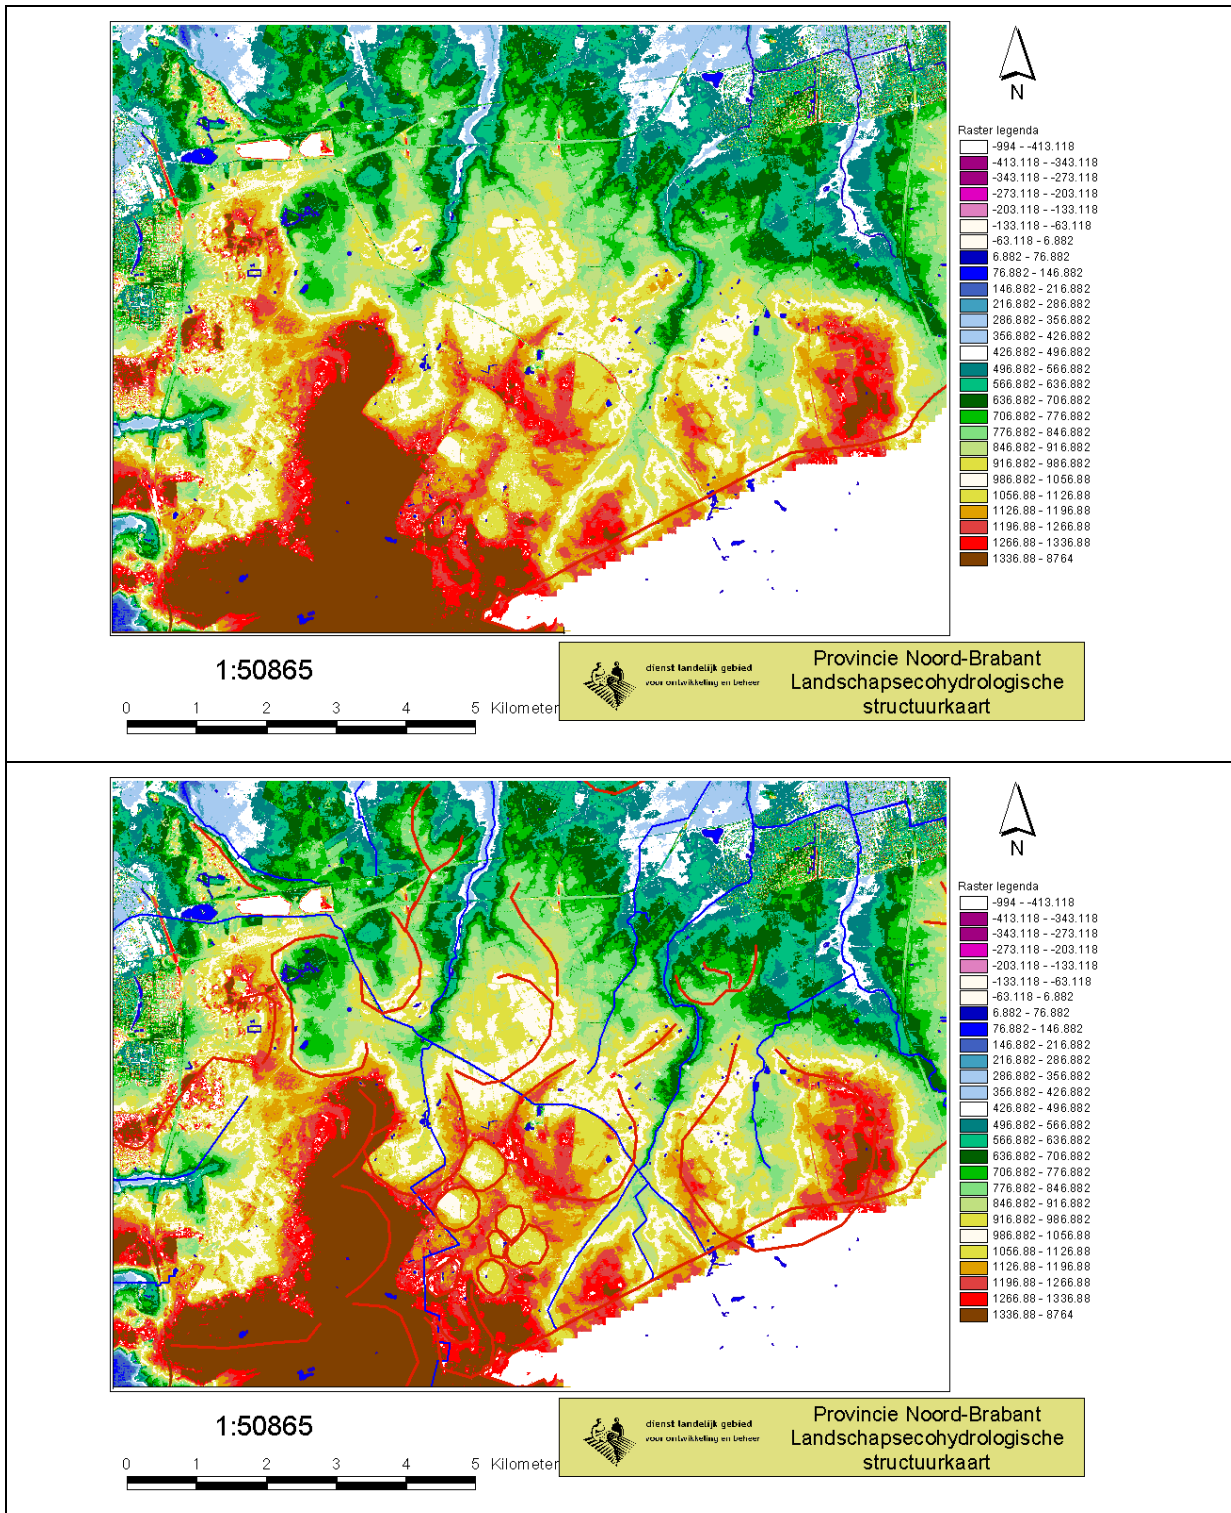 N
Raster legenda
-994 - -413.118
-413.118 - -343.118
-343.118 - -273.118
-273.118 - -203.118
-203.118 - -133.118
-133.118 - -63.118
-63.118 - 6.882
6.882 - 76.882
76.882 - 146.882
146.882 - 216.882
216.882 - 286.882
286.882 - 356.882
356.882 - 426.882
426.882 - 496.882
496.882 - 566.882
566.882 - 636.882
636.882 - 706.882
706.882 - 776.882
776.882 - 846.882
846.882 - 916.882
916.882 - 986.882
986.882 - 1056.88
1056.88 - 1126.88
1126.88 - 1196.88
1196.88 - 1266.88
1266.88 - 1336.88
1336.88 - 8764
1:50865
0 1 2 3 4 5 Kilometer
dienst landelijk gebied
voor ontwikkeling en beheer
Provincie Noord-Brabant
Landschapsecohydrologische
structuurkaart
N
Raster legenda
-994 - -413.118
-413.118 - -343.118
-343.118 - -273.118
-273.118 - -203.118
-203.118 - -133.118
-133.118 - -63.118
-63.118 - 6.882
6.882 - 76.882
76.882 - 146.882
146.882 - 216.882
216.882 - 286.882
286.882 - 356.882
356.882 - 426.882
426.882 - 496.882
496.882 - 566.882
566.882 - 636.882
636.882 - 706.882
706.882 - 776.882
776.882 - 846.882
846.882 - 916.882
916.882 - 986.882
986.882 - 1056.88
1056.88 - 1126.88
1126.88 - 1196.88
1196.88 - 1266.88
1266.88 - 1336.88
1336.88 - 8764
1:50865
0 1 2 3 4 5 Kilometer
dienst landelijk gebied
voor ontwikkeling en beheer
Provincie Noord-Brabant
Landschapsecohydrologische
structuurkaart